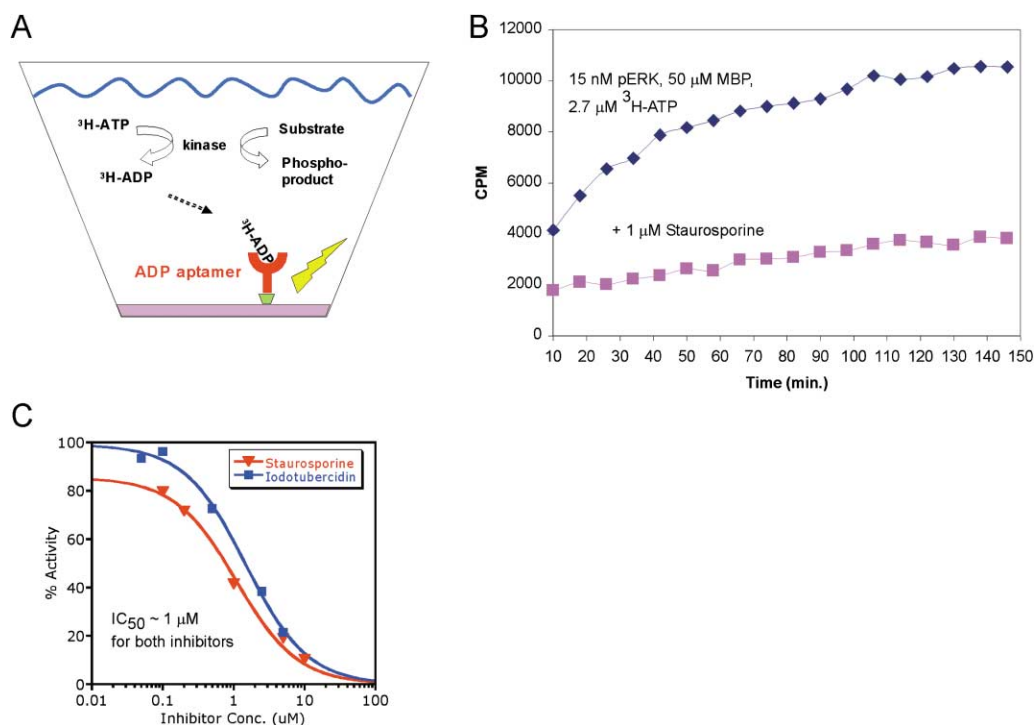 A
³H-ATP
³H-ADP
kinase
Substrate
Phospho-
product
³H-ADP
ADP aptamer
B
12000
10000
8000
6000
4000
2000
0
CPM
15 nM pERK, 50 µM MBP,
2.7 µM ³H-ATP
+ 1 µM Staurosporine
10 20 30 40 50 60 70 80 90 100 110 120 130 140 150
Time (min.)
C
100
80
60
40
20
0
% Activity
Staurosporine
Iodotubercidin
IC50 ~ 1 µM
for both inhibitors
0.01 0.1 1 10 100
Inhibitor Conc. (uM)